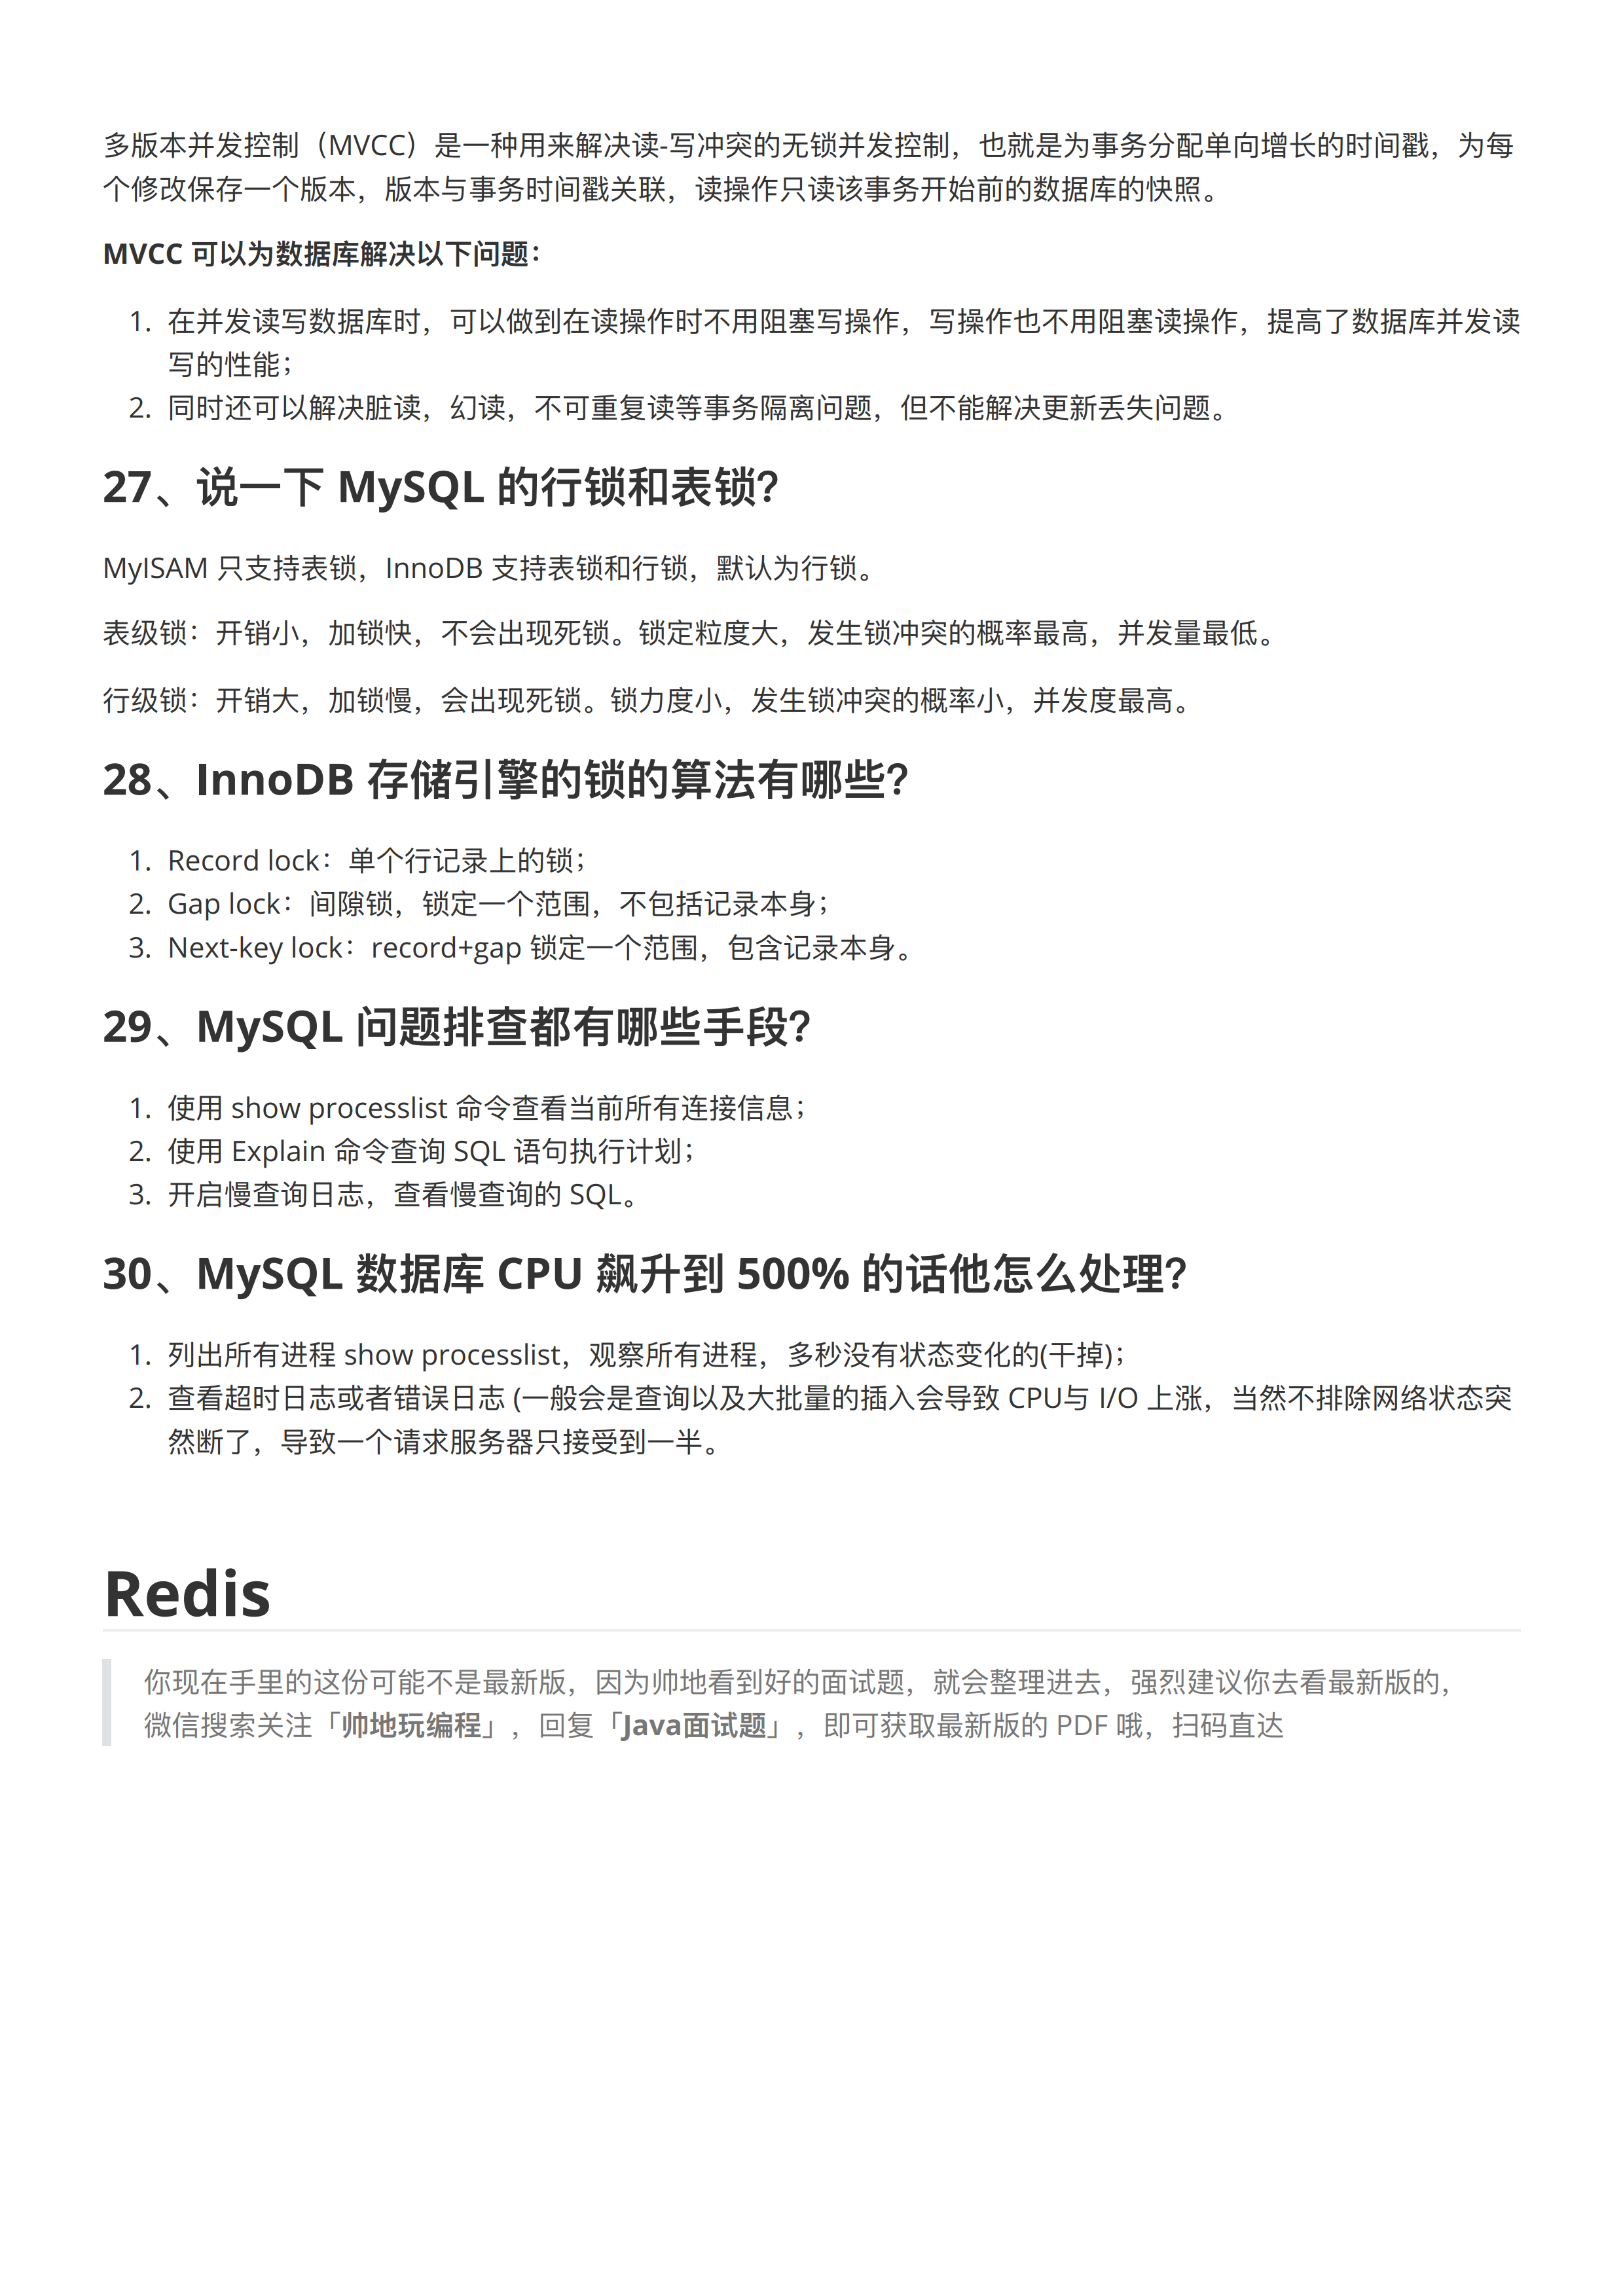 多版本并发控制（MVCC）是一种用来解决读-写冲突的无锁并发控制，也就是为事务分配单向增长的时间戳，为每
个修改保存一个版本，版本与事务时间戳关联，读操作只读该事务开始前的数据库的快照。
MVCC 可以为数据库解决以下问题：
1. 在并发读写数据库时，可以做到在读操作时不用阻塞写操作，写操作也不用阻塞读操作，提高了数据库并发读
写的性能；
2. 同时还可以解决脏读，幻读，不可重复读等事务隔离问题，但不能解决更新丢失问题。
27、说一下 MySQL 的行锁和表锁？
MyISAM 只支持表锁，InnoDB 支持表锁和行锁，默认为行锁。
表级锁：开销小，加锁快，不会出现死锁。锁定粒度大，发生锁冲突的概率最高，并发量最低。
行级锁：开销大，加锁慢，会出现死锁。锁力度小，发生锁冲突的概率小，并发度最高。
28、InnoDB 存储引擎的锁的算法有哪些？
1. Record lock：单个行记录上的锁；
2. Gap lock：间隙锁，锁定一个范围，不包括记录本身；
3. Next-key lock：record+gap 锁定一个范围，包含记录本身。
29、MySQL 问题排查都有哪些手段？
1. 使用 show processlist 命令查看当前所有连接信息；
2. 使用 Explain 命令查询 SQL 语句执行计划；
3. 开启慢查询日志，查看慢查询的 SQL。
30、MySQL 数据库 CPU 飙升到 500% 的话他怎么处理？
1. 列出所有进程 show processlist，观察所有进程，多秒没有状态变化的(干掉)；
2. 查看超时日志或者错误日志 (一般会是查询以及大批量的插入会导致 CPU与 I/O 上涨，当然不排除网络状态突
然断了，导致一个请求服务器只接受到一半。
Redis
你现在手里的这份可能不是最新版，因为帅地看到好的面试题，就会整理进去，强烈建议你去看最新版的，
微信搜索关注「帅地玩编程」，回复「Java面试题」，即可获取最新版的 PDF 哦，扫码直达